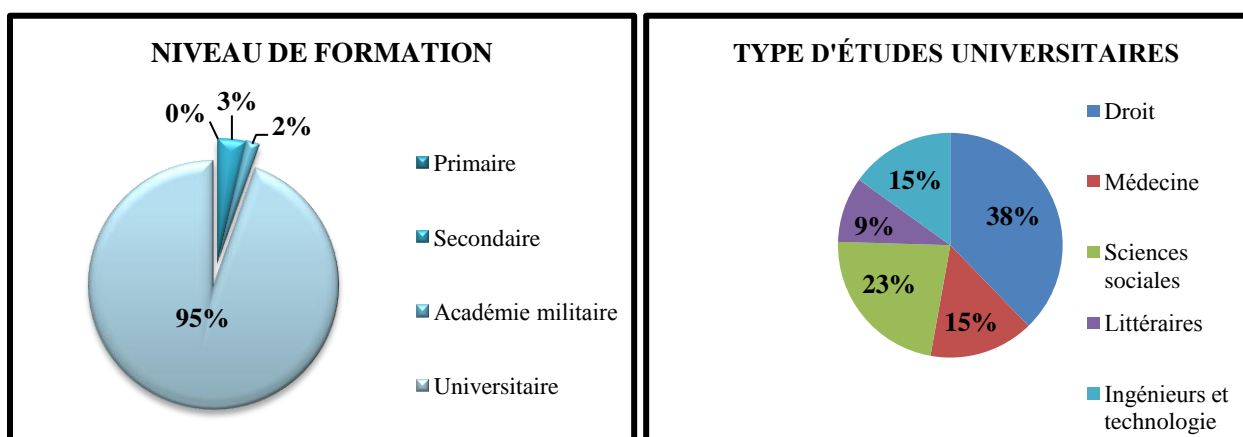 NIVEAU DE FORMATION
0%
3%
2%
95%
Primaire
Secondaire
Académie militaire
Universitaire
TYPE D'ÉTUDES UNIVERSITAIRES
38%
15%
23%
9%
15%
Droit
Médecine
Sciences
sociales
Littéraires
Ingénieurs et
technologie